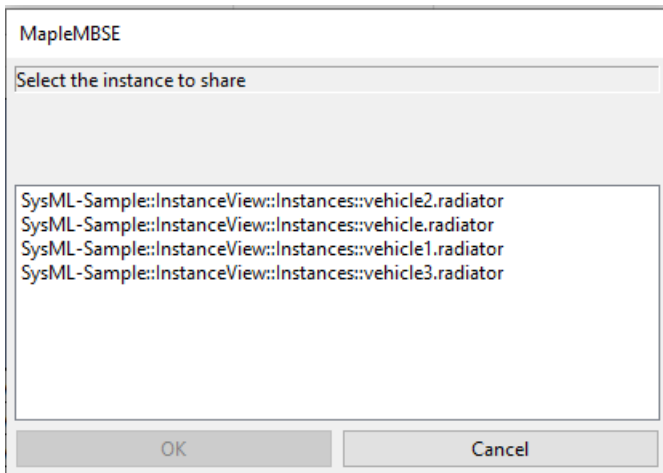 MapleMBSE
Select the instance to share
SysML-Sample::InstanceView::Instances::vehicle2.radiator
SysML-Sample::InstanceView::Instances::vehicle.radiator
SysML-Sample::InstanceView::Instances::vehicle1.radiator
SysML-Sample::InstanceView::Instances::vehicle3.radiator
OK Cancel